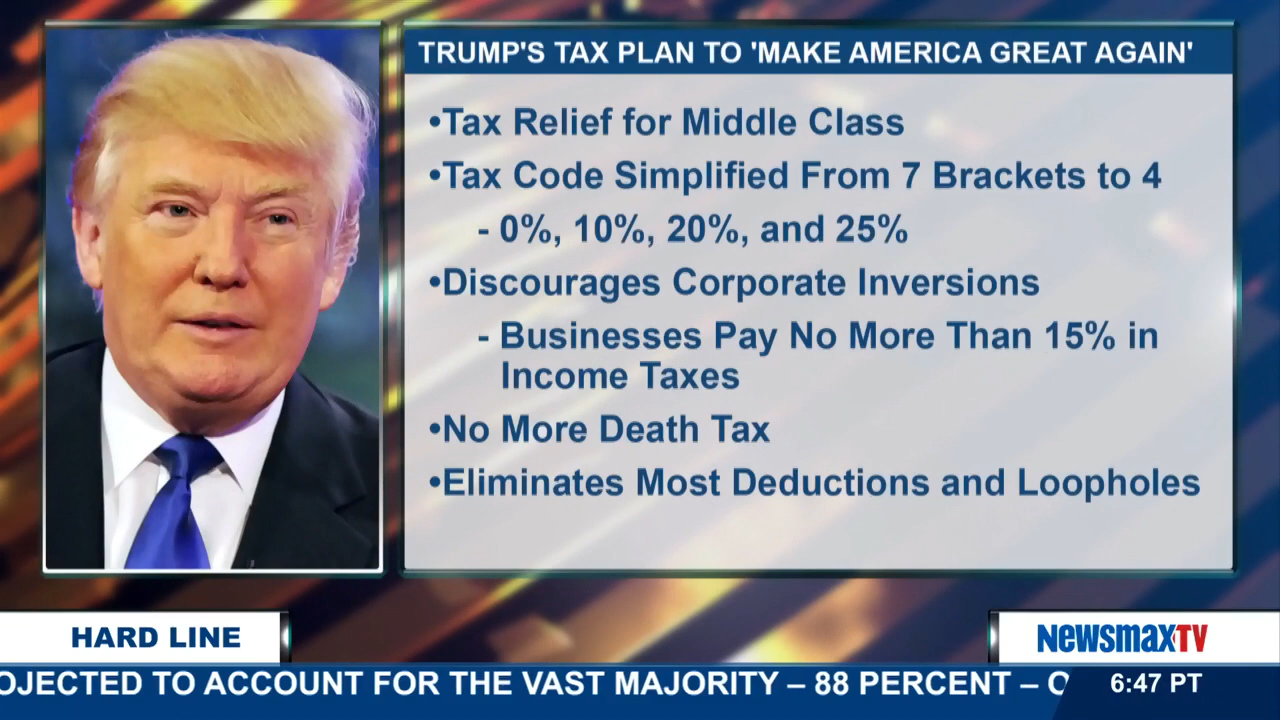 TRUMP'S TAX PLAN TO 'MAKE AMERICA GREAT AGAIN'
•Tax Relief for Middle Class
•Tax Code Simplified From 7 Brackets to 4
- 0%, 10%, 20%, and 25%
•Discourages Corporate Inversions
- Businesses Pay No More Than 15% in
Income Taxes
•No More Death Tax
•Eliminates Most Deductions and Loopholes
HARD LINE
NEWSMAXTV
OJECTED TO ACCOUNT FOR THE VAST MAJORITY – 88 PERCENT –
6:47 PT